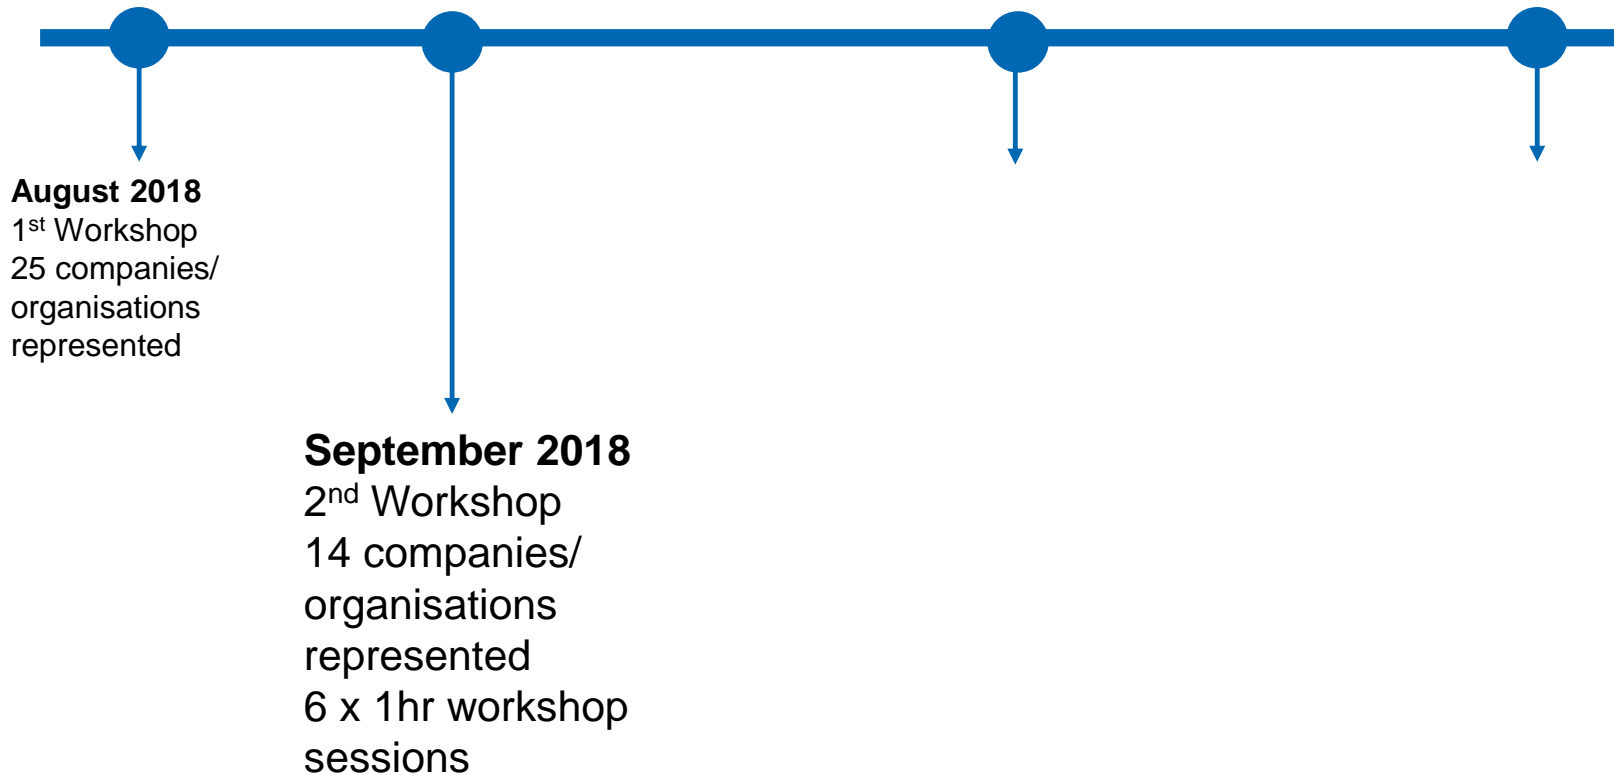 August 2018
1st Workshop
25 companies/
organisations
represented
September 2018
2nd Workshop
14 companies/
organisations
represented
6 x 1hr workshop
sessions